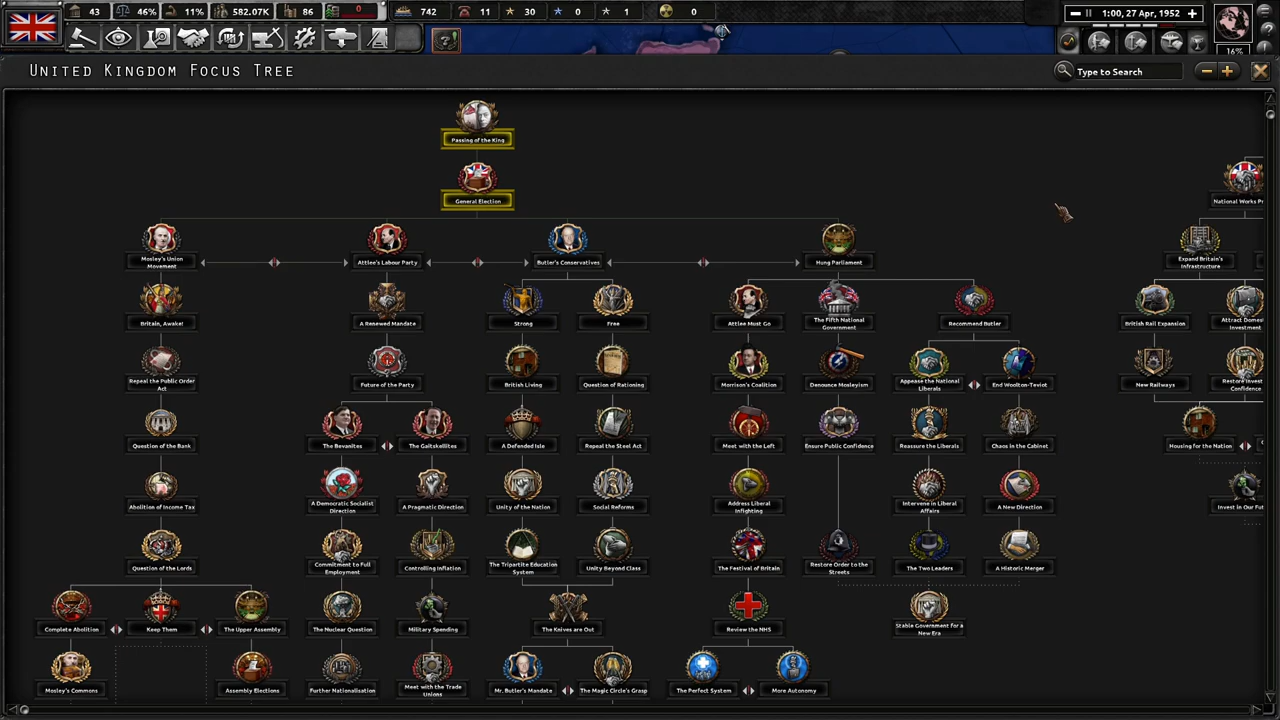 43 46% 11% 582.07K 86 0 742 11 30 0 1 0 1:00, 27 Apr, 1952
16%
United Kingdom Focus Tree
Type to Search
Passing of the King
General Election
National Works Pr
Mosley's Union
Movement
Attlee's Labour Party
Butler's Conservatives
Hung Parliament
Expand Britain's
Infrastructure
Britain, Awake!
A Renewed Mandate
Strong
Free
Attlee Must Go
The Fifth National
Government
Recommend Butler
British Rail Expansion
Attract Domes
Investment
Repeal the Public Order
Act
Future of the Party
British Living
Question of Rationing
Morrison's Coalition
Denounce Mosleyism
Appease the National
Liberals
End Woolton-Teviot
New Railways
Restore Invest
Confidence
Question of the Bank
The Bevanites
The Gaitskellites
A Defended Isle
Repeal the Steel Act
Meet with the Left
Ensure Public Confidence
Reassure the Liberals
Chaos in the Cabinet
Housing for the Nation
Abolition of Income Tax
A Democratic Socialist
Direction
A Pragmatic Direction
Unity of the Nation
Social Reforms
Address Liberal
Infighting
Intervene in Liberal
Affairs
A New Direction
Invest in Our Fut
Question of the Lords
Commitment to Full
Employment
Controlling Inflation
The Tripartite Education
System
Unity Beyond Class
The Festival of Britain
Restore Order to the
Streets
The Two Leaders
A Historic Merger
Complete Abolition
Keep Them
The Upper Assembly
The Nuclear Question
Military Spending
The Knives are Out
Review the NHS
Stable Government for a
New Era
Mosley's Commons
Assembly Elections
Further Nationalisation
Meet with the Trade
Unions
Mr. Butler's Mandate
The Magic Circle's Grasp
The Perfect System
More Autonomy